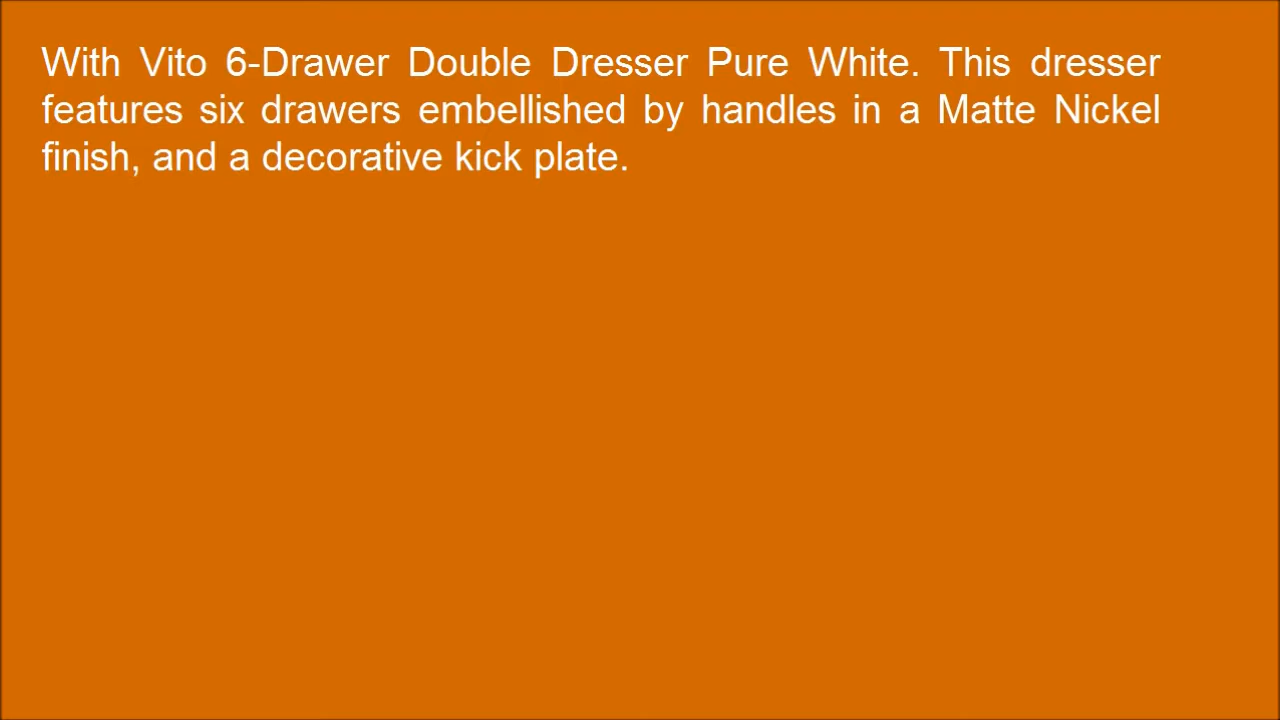 With Vito 6-Drawer Double Dresser Pure White. This dresser
features six drawers embellished by handles in a Matte Nickel
finish, and a decorative kick plate.